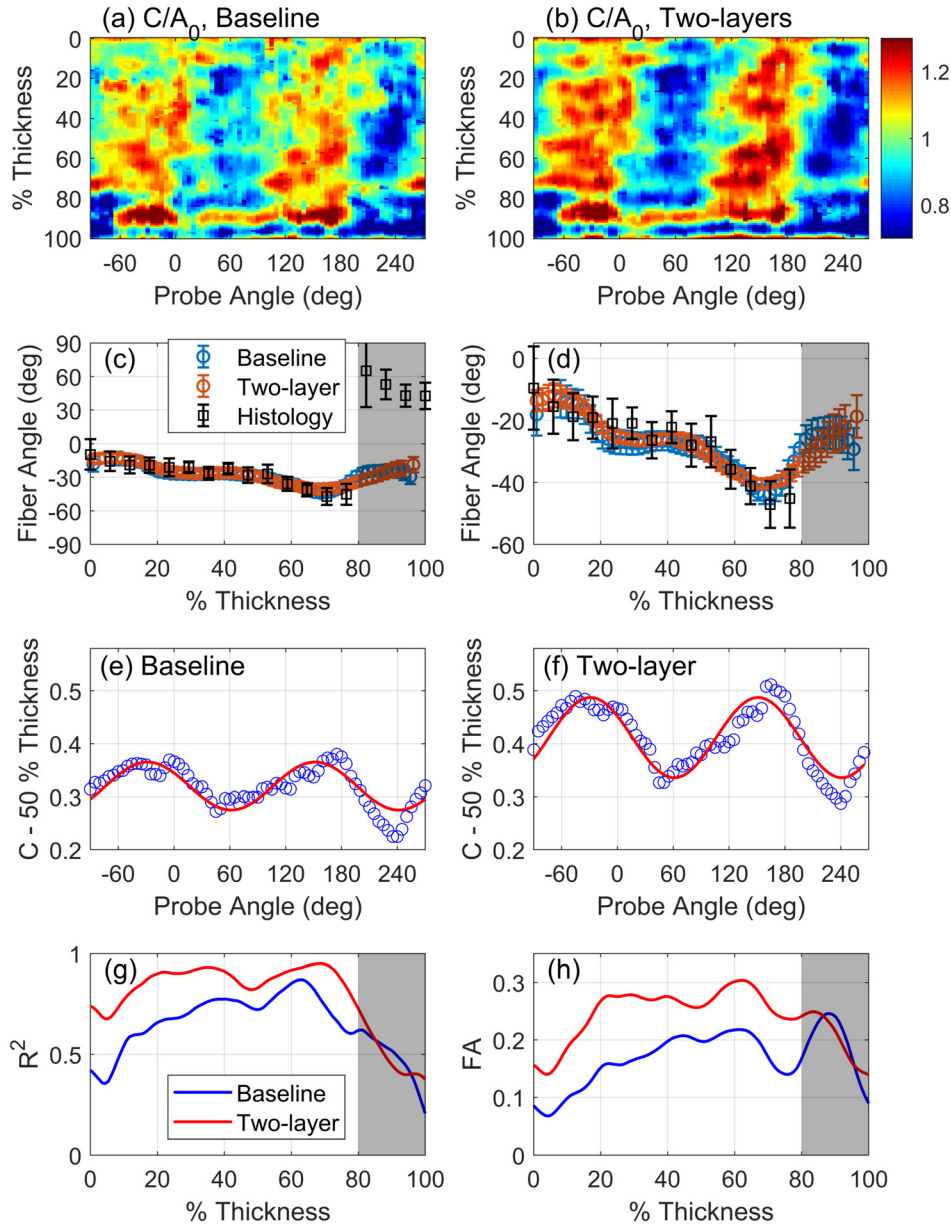 (a) C/A0, Baseline
(b) C/A0, Two-layers
0
20
40
60
80
100
% Thickness
-60 0 60 120 180 240
Probe Angle (deg)
0
20
40
60
80
100
% Thickness
-60 0 60 120 180 240
Probe Angle (deg)
1.2
1
0.8
(c)
Baseline
Two-layer
Histology
90
60
30
0
-30
-60
-90
Fiber Angle (deg)
0 20 40 60 80 100
% Thickness
(d)
0
-20
-40
-60
Fiber Angle (deg)
0 20 40 60 80 100
% Thickness
(e) Baseline
0.5
0.4
0.3
0.2
C - 50 % Thickness
-60 0 60 120 180 240
Probe Angle (deg)
(f) Two-layer
0.5
0.4
0.3
0.2
C - 50 % Thickness
-60 0 60 120 180 240
Probe Angle (deg)
(g)
1
0.5
0
R2
Baseline
Two-layer
0 20 40 60 80 100
% Thickness
(h)
0.3
0.2
0.1
0
FA
0 20 40 60 80 100
% Thickness